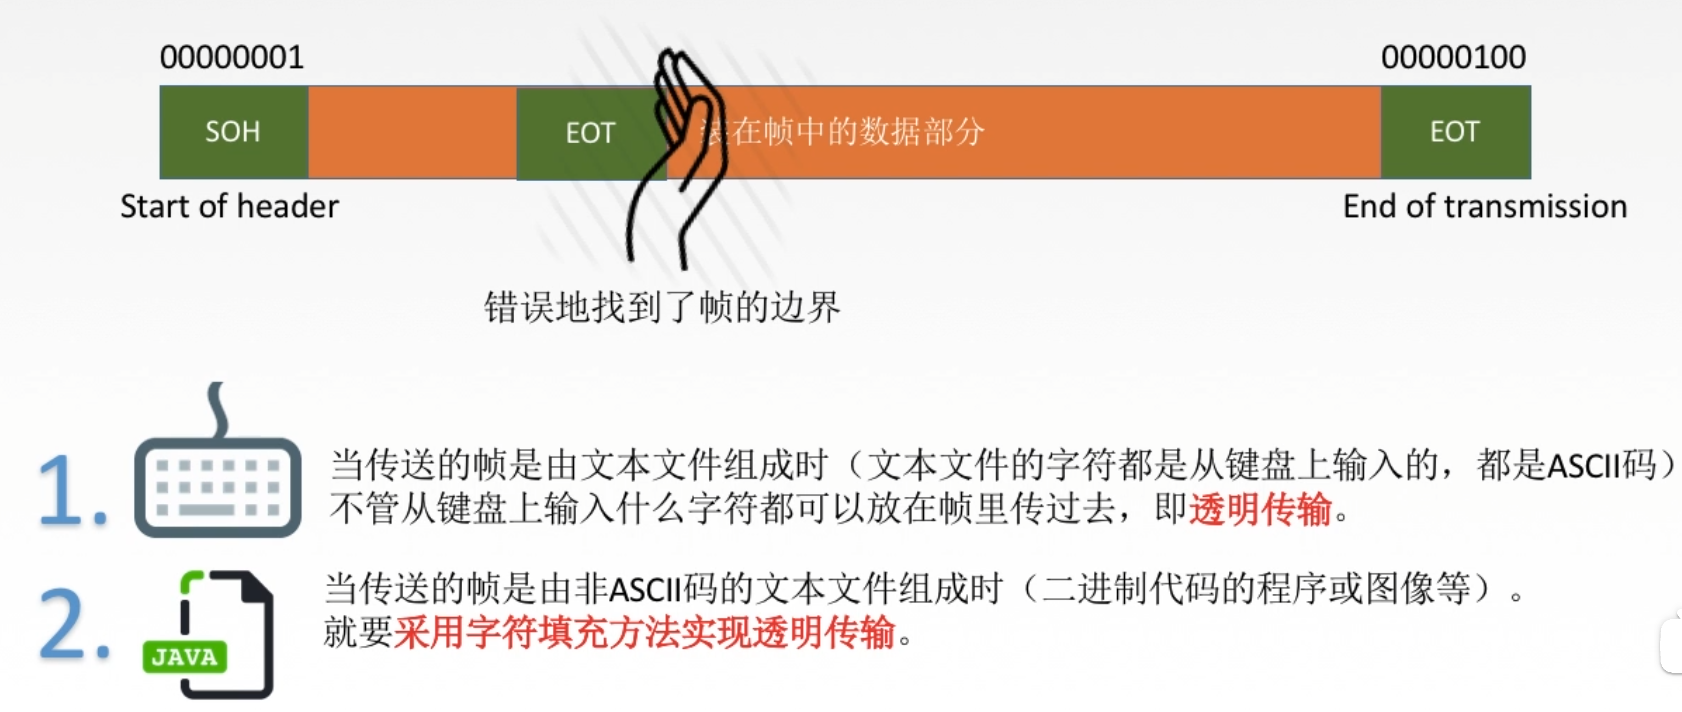 00000001
00000100
SOH
EOT
装在帧中的数据部分
EOT
Start of header
End of transmission
错误地找到了帧的边界
1.
当传送的帧是由文本文件组成时（文本文件的字符都是从键盘上输入的，都是ASCII码）
不管从键盘上输入什么字符都可以放在帧里传过去，即透明传输。
2.
JAVA
当传送的帧是由非ASCII码的文本文件组成时（二进制代码的程序或图像等）。
就要采用字符填充方法实现透明传输。